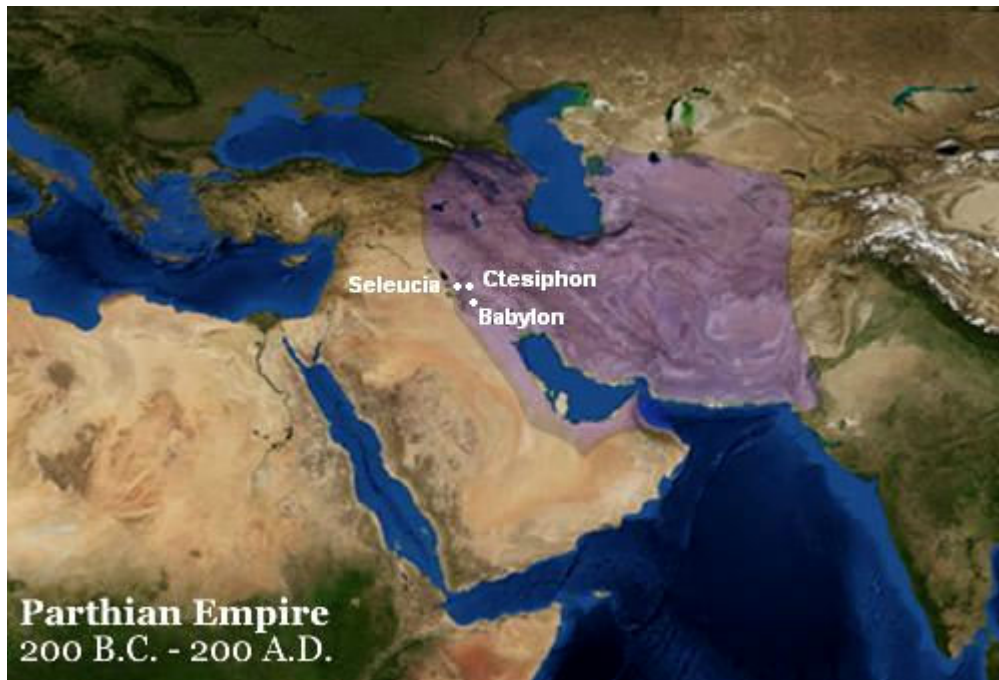 Seleucia
Ctesiphon
Babylon
Parthian Empire
200 B.C. - 200 A.D.